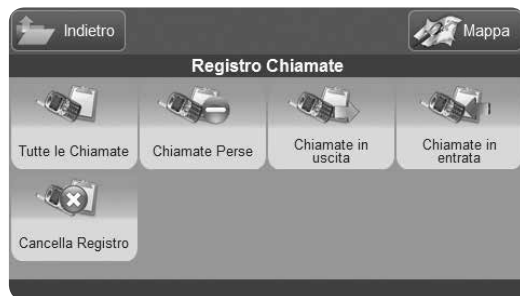 Indietro
Mappa
Registro Chiamate
Tutte le Chiamate
Chiamate Perse
Chiamate in
uscita
Chiamate in
entrata
Cancella Registro